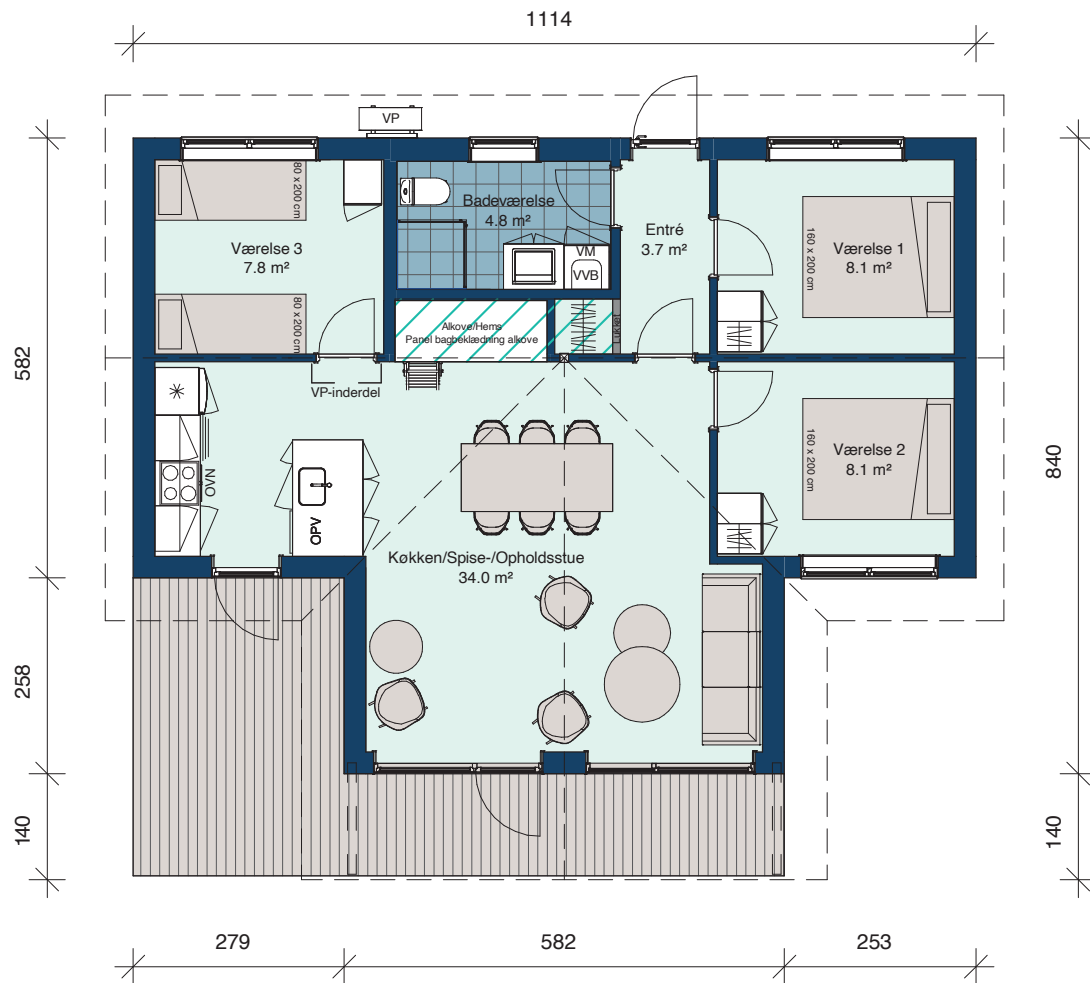 1114
VP
80 x 200 cm
Badeværelse
4.8 m²
Entré
3.7 m²
Værelse 3
7.8 m²
VM
VVB
160 x 200 cm
Værelse 1
8.1 m²
80 x 200 cm
Alkove/Hems
Panel bagbeklædning alkove
582
VP-inderdel
840
OVN
OPV
160 x 200 cm
Værelse 2
8.1 m²
Køkken/Spise-/Opholdsstue
34.0 m²
258
140
140
279
582
253